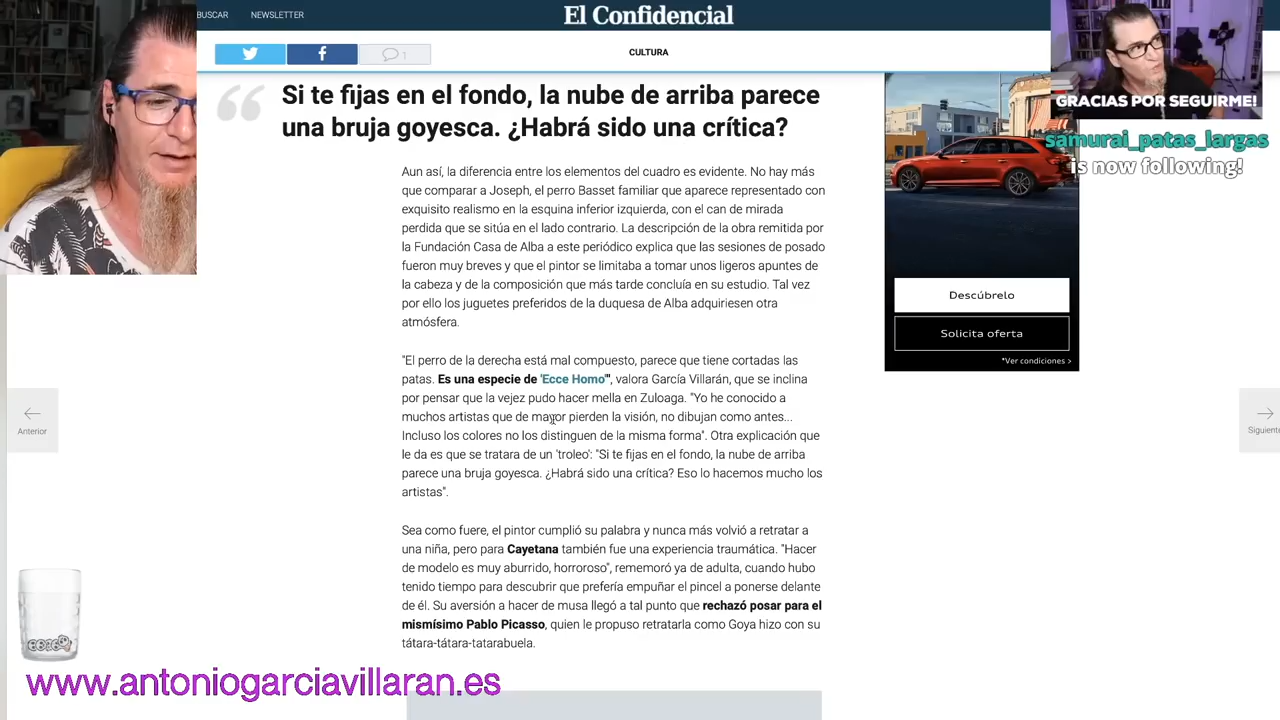 BUSCAR
NEWSLETTER
El Confidencial
1
CULTURA
GRACIAS POR SEGUIRME!
samurai_patas_largas
is now following!
Si te fijas en el fondo, la nube de arriba parece
una bruja goyesca. ¿Habrá sido una crítica?
Aun así, la diferencia entre los elementos del cuadro es evidente. No hay más
que comparar a Joseph, el perro Basset familiar que aparece representado con
exquisito realismo en la esquina inferior izquierda, con el can de mirada
perdida que se sitúa en el lado contrario. La descripción de la obra remitida por
la Fundación Casa de Alba a este periódico explica que las sesiones de posado
fueron muy breves y que el pintor se limitaba a tomar unos ligeros apuntes de
la cabeza y de la composición que más tarde concluía en su estudio. Tal vez
por ello los juguetes preferidos de la duquesa de Alba adquiriesen otra
atmósfera.
"El perro de la derecha está mal compuesto, parece que tiene cortadas las
patas. Es una especie de 'Ecce Homo'", valora García Villarán, que se inclina
por pensar que la vejez pudo hacer mella en Zuloaga. "Yo he conocido a
muchos artistas que de mayor pierden la visión, no dibujan como antes...
Incluso los colores no los distinguen de la misma forma". Otra explicación que
le da es que se tratara de un 'troleo': "Si te fijas en el fondo, la nube de arriba
parece una bruja goyesca. ¿Habrá sido una crítica? Eso lo hacemos mucho los
artistas".
Sea como fuere, el pintor cumplió su palabra y nunca más volvió a retratar a
una niña, pero para Cayetana también fue una experiencia traumática. "Hacer
de modelo es muy aburrido, horroroso", rememoró ya de adulta, cuando hubo
tenido tiempo para descubrir que prefería empuñar el pincel a ponerse delante
de él. Su aversión a hacer de musa llegó a tal punto que rechazó posar para el
mismísimo Pablo Picasso, quien le propuso retratarla como Goya hizo con su
tátara-tátara-tatarabuela.
Descúbrelo
Solicita oferta
*Ver condiciones >
Anterior
Siguiente
www.antoniogarciavillaran.es